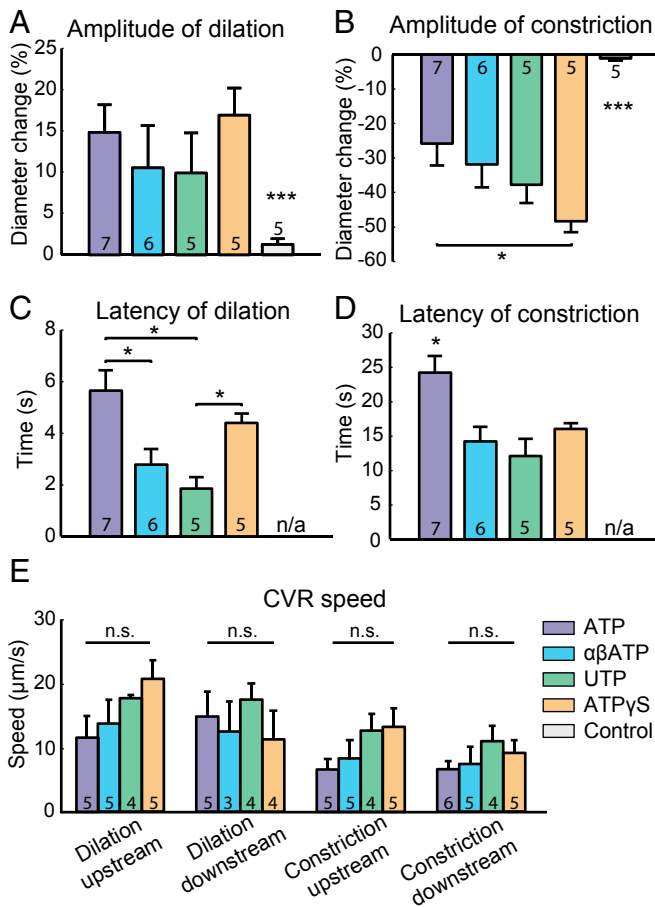 A
Amplitude of dilation
Diameter change (%)
20
15
10
5
0
7
6
5
5
5
***
B
Amplitude of constriction
Diameter change (%)
0
-10
-20
-30
-40
-50
-60
7
6
5
5
5
***
*
C
Latency of dilation
Time (s)
8
6
4
2
0
*
*
*
7
6
5
5
n/a
D
Latency of constriction
Time (s)
30
25
20
15
10
5
0
*
7
6
5
5
n/a
E
CVR speed
Speed (µm/s)
30
20
10
0
n.s.
n.s.
n.s.
n.s.
5
5
4
5
5
3
4
4
5
5
4
5
6
5
4
5
Dilation
upstream
Dilation
downstream
Constriction
upstream
Constriction
downstream
ATP
αβATP
UTP
ATPγS
Control